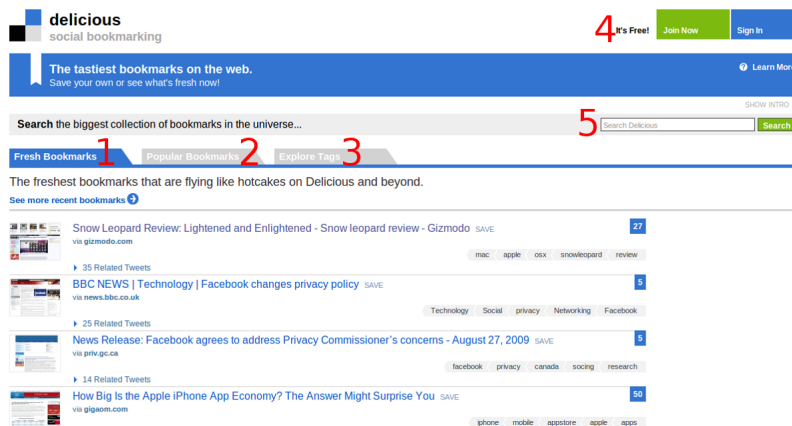 delicious
social bookmarking
4
It's Free!
Join Now
Sign In
The tastiest bookmarks on the web.
Save your own or see what's fresh now!
Learn More
SHOW INTRO
Search the biggest collection of bookmarks in the universe...
5
Search Delicious
Search
Fresh Bookmarks 1
Popular Bookmarks 2
Explore Tags 3
The freshest bookmarks that are flying like hotcakes on Delicious and beyond.
See more recent bookmarks
Snow Leopard Review: Lightened and Enlightened - Snow leopard review - Gizmodo SAVE
27
via gizmodo.com
mac apple osx snowleopard review
35 Related Tweets
BBC NEWS | Technology | Facebook changes privacy policy SAVE
5
via news.bbc.co.uk
Technology Social privacy Networking Facebook
25 Related Tweets
News Release: Facebook agrees to address Privacy Commissioner's concerns - August 27, 2009 SAVE
5
via priv.gc.ca
facebook privacy canada socing research
14 Related Tweets
How Big Is the Apple iPhone App Economy? The Answer Might Surprise You SAVE
50
via gigaom.com
iphone mobile appstore apple apps